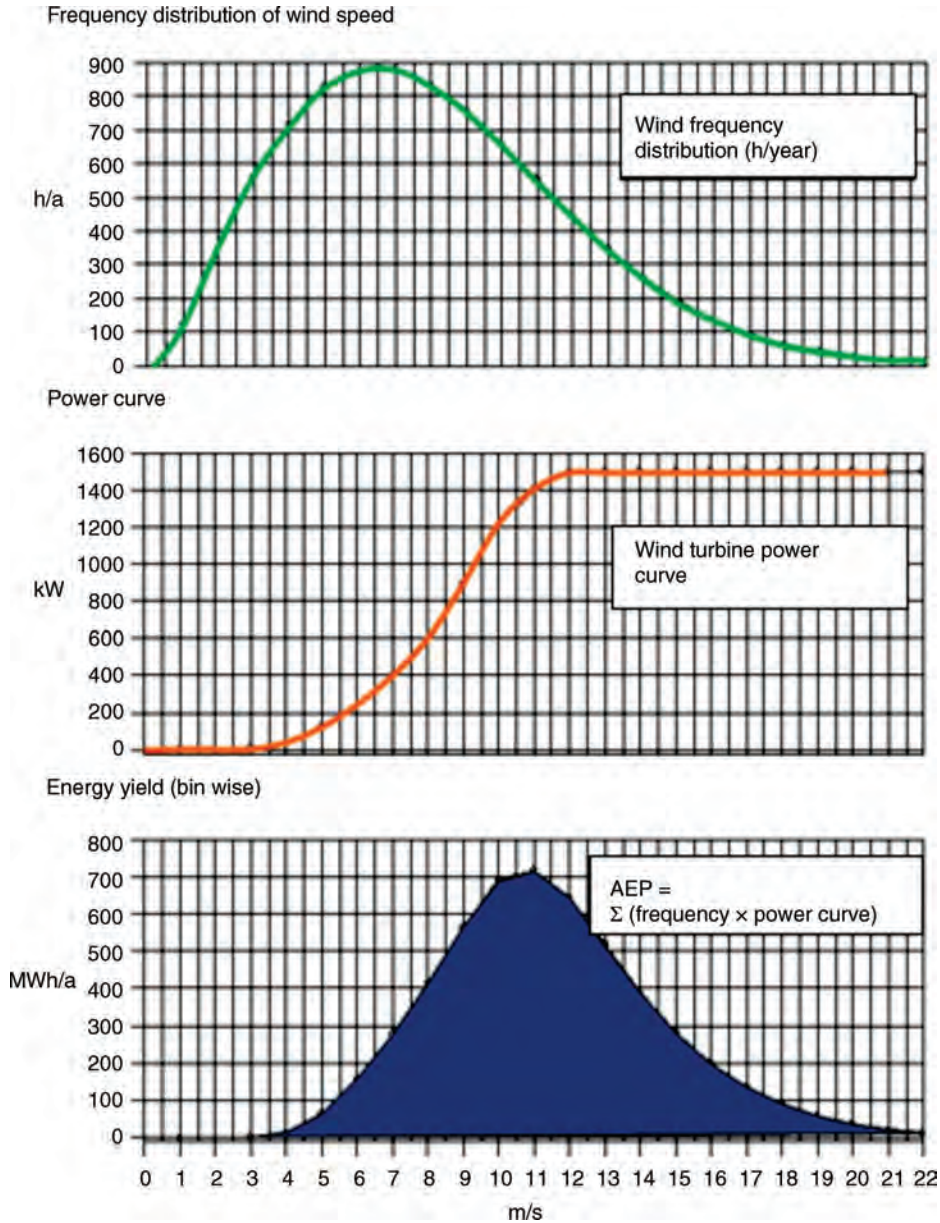 Frequency distribution of wind speed
900
800
700
600
500
400
300
200
100
0
h/a
Wind frequency
distribution (h/year)
Power curve
1600
1400
1200
1000
800
600
400
200
0
kW
Wind turbine power
curve
Energy yield (bin wise)
800
700
600
500
400
300
200
100
0
MWh/a
AEP =
Σ (frequency × power curve)
0 1 2 3 4 5 6 7 8 9 10 11 12 13 14 15 16 17 18 19 20 21 22
m/s